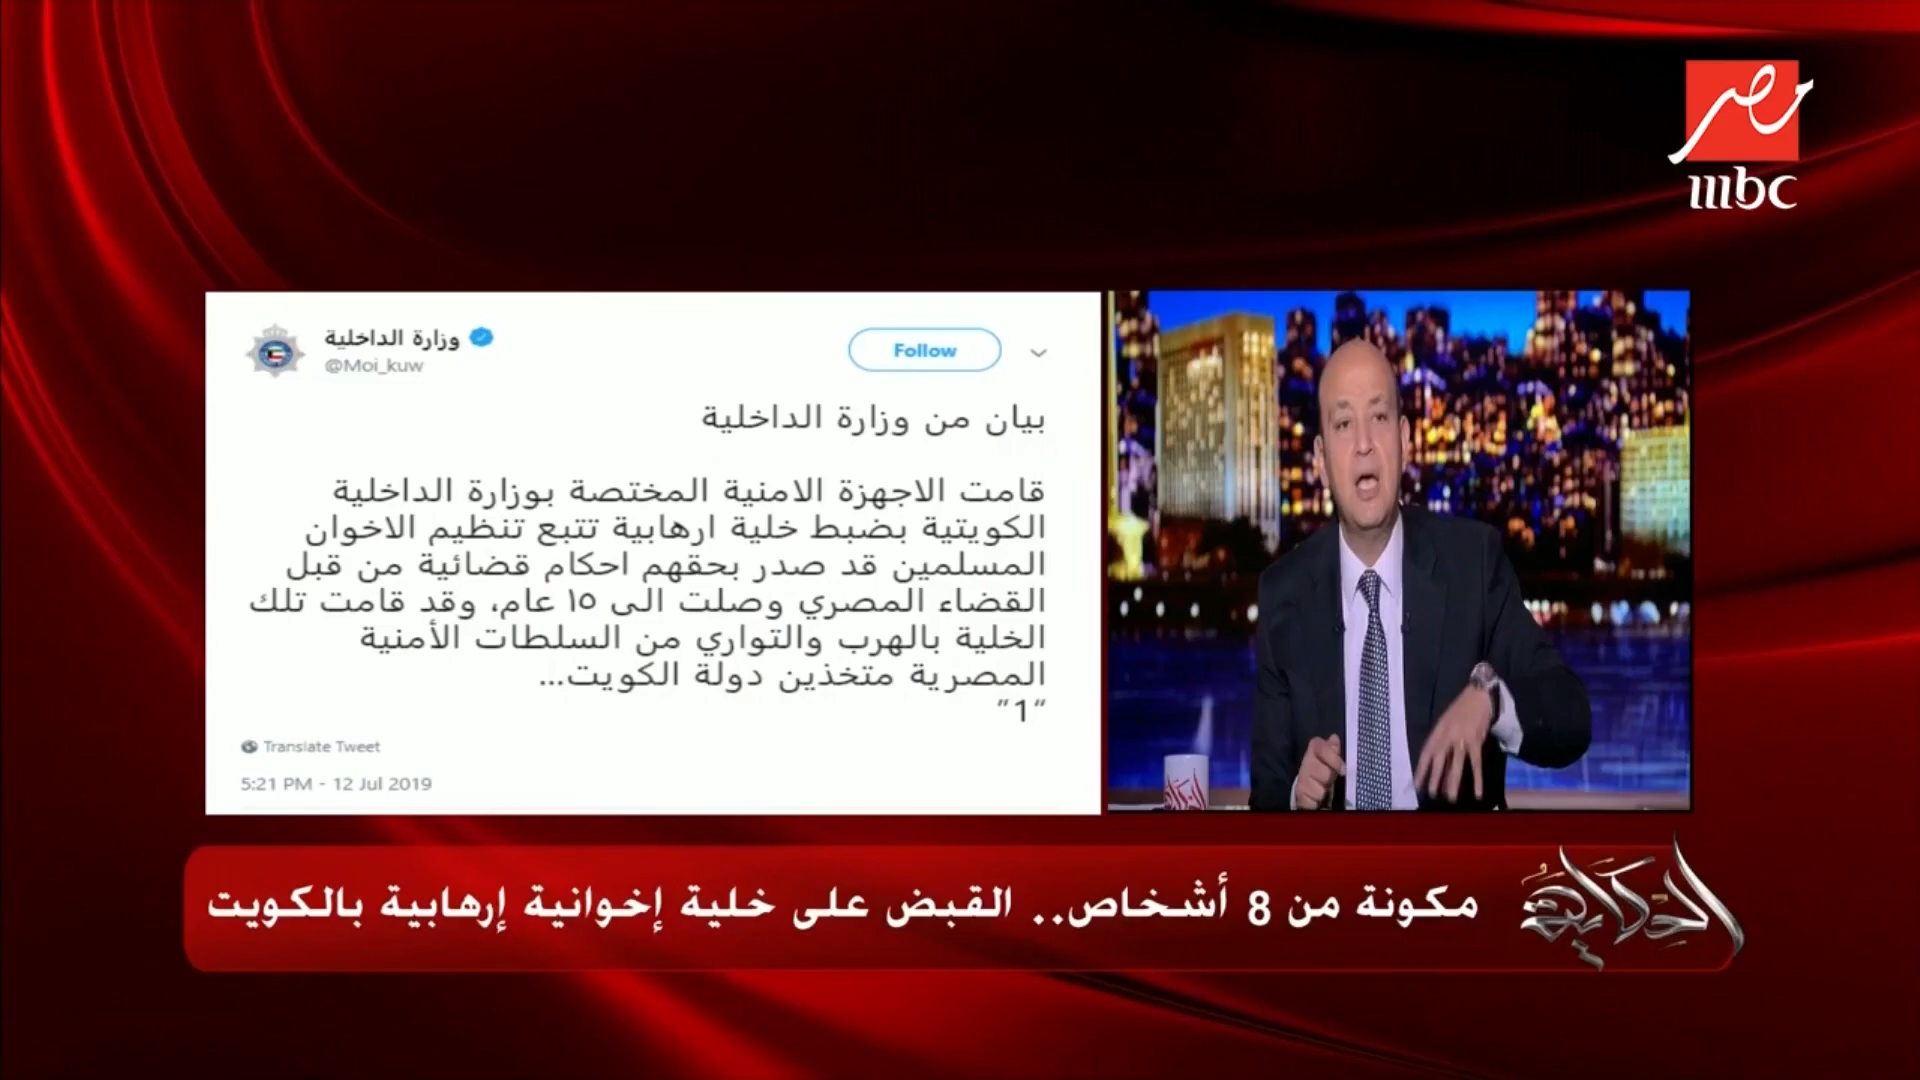 مصر
mbc
وزارة الداخلية
@Moi_kuw
Follow
بيان من وزارة الداخلية
قامت الاجهزة الامنية المختصة بوزارة الداخلية
الكويتية بضبط خلية ارهابية تتبع تنظيم الاخوان
المسلمين قد صدر بحقهم احكام قضائية من قبل
القضاء المصري وصلت الى ١٥ عام، وقد قامت تلك
الخلية بالهرب والتواري من السلطات الأمنية
المصرية متخذين دولة الكويت...
“1”
Translate Tweet
5:21 PM - 12 Jul 2019
الحكاية
الحكاية
مكونة من 8 أشخاص.. القبض على خلية إخوانية إرهابية بالكويت